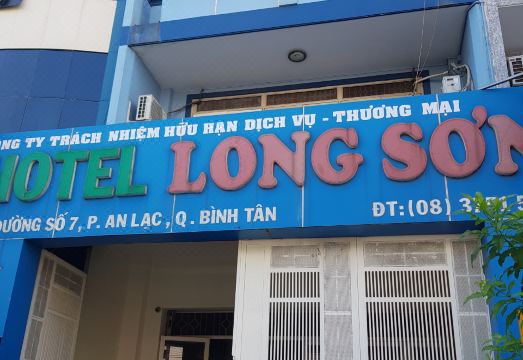 TY TRÁCH NHIỆM HỮU HẠN DỊCH VỤ - THƯƠNG MẠI
HOTEL LONG SƠN
ĐƯỜNG SỐ 7, P. AN LẠC, Q. BÌNH TÂN ĐT: (08)